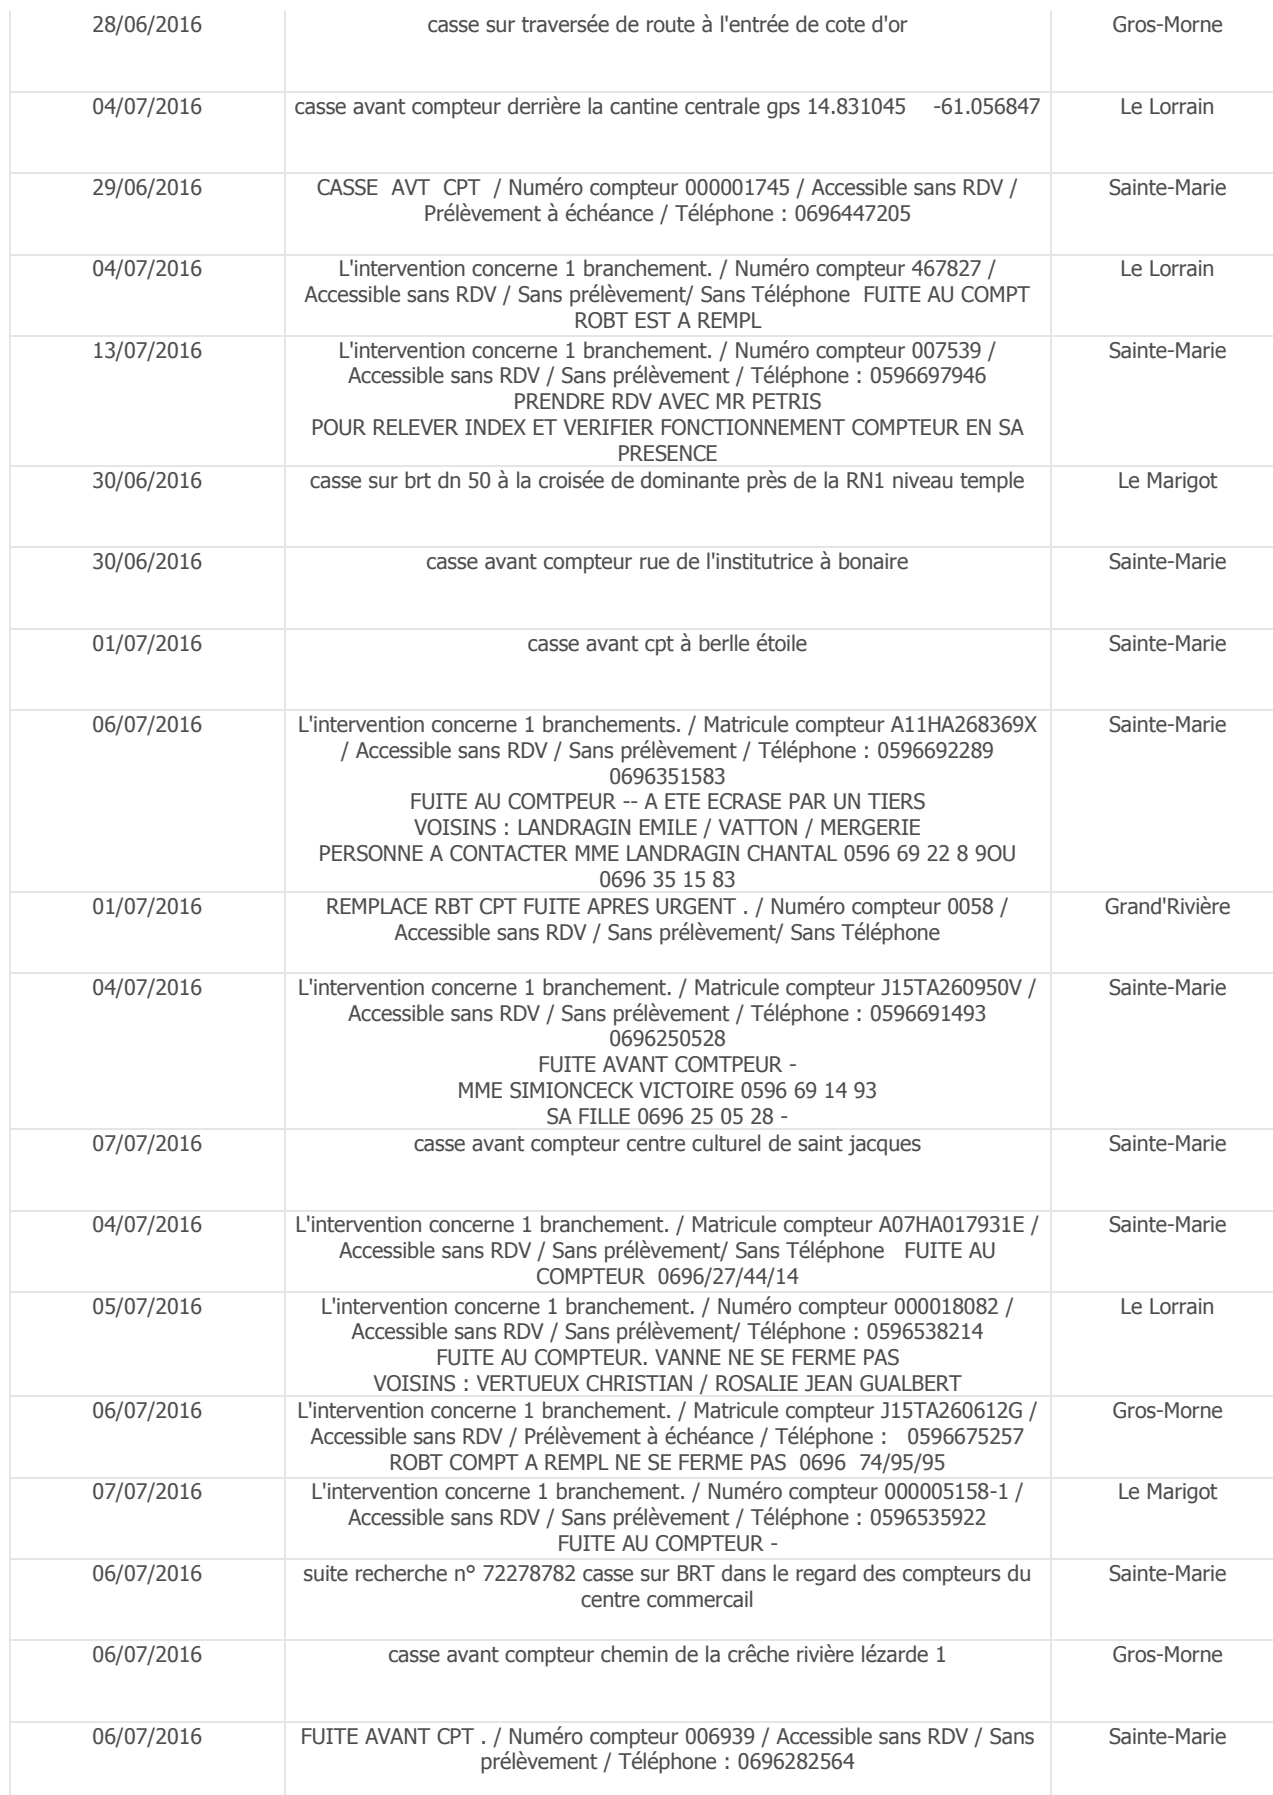 28/06/2016 casse sur traversée de route à l'entrée de cote d'or Gros-Morne
04/07/2016 casse avant compteur derrière la cantine centrale gps 14.831045 -61.056847 Le Lorrain
29/06/2016 CASSE AVT CPT / Numéro compteur 000001745 / Accessible sans RDV / Sainte-Marie
Prélèvement à échéance / Téléphone : 0696447205
04/07/2016 L'intervention concerne 1 branchement. / Numéro compteur 467827 / Le Lorrain
Accessible sans RDV / Sans prélèvement/ Sans Téléphone FUITE AU COMPT
ROBT EST A REMPL
13/07/2016 L'intervention concerne 1 branchement. / Numéro compteur 007539 / Sainte-Marie
Accessible sans RDV / Sans prélèvement / Téléphone : 0596697946
PRENDRE RDV AVEC MR PETRIS
POUR RELEVER INDEX ET VERIFIER FONCTIONNEMENT COMPTEUR EN SA
PRESENCE
30/06/2016 casse sur brt dn 50 à la croisée de dominante près de la RN1 niveau temple Le Marigot
30/06/2016 casse avant compteur rue de l'institutrice à bonaire Sainte-Marie
01/07/2016 casse avant cpt à berlle étoile Sainte-Marie
06/07/2016 L'intervention concerne 1 branchements. / Matricule compteur A11HA268369X Sainte-Marie
/ Accessible sans RDV / Sans prélèvement / Téléphone : 0596692289
0696351583
FUITE AU COMTPEUR -- A ETE ECRASE PAR UN TIERS
VOISINS : LANDRAGIN EMILE / VATTON / MERGERIE
PERSONNE A CONTACTER MME LANDRAGIN CHANTAL 0596 69 22 8 9OU
0696 35 15 83
01/07/2016 REMPLACE RBT CPT FUITE APRES URGENT . / Numéro compteur 0058 / Grand'Rivière
Accessible sans RDV / Sans prélèvement/ Sans Téléphone
04/07/2016 L'intervention concerne 1 branchement. / Matricule compteur J15TA260950V / Sainte-Marie
Accessible sans RDV / Sans prélèvement / Téléphone : 0596691493
0696250528
FUITE AVANT COMTPEUR -
MME SIMIONCECK VICTOIRE 0596 69 14 93
SA FILLE 0696 25 05 28 -
07/07/2016 casse avant compteur centre culturel de saint jacques Sainte-Marie
04/07/2016 L'intervention concerne 1 branchement. / Matricule compteur A07HA017931E / Sainte-Marie
Accessible sans RDV / Sans prélèvement/ Sans Téléphone FUITE AU
COMPTEUR 0696/27/44/14
05/07/2016 L'intervention concerne 1 branchement. / Numéro compteur 000018082 / Le Lorrain
Accessible sans RDV / Sans prélèvement/ Téléphone : 0596538214
FUITE AU COMPTEUR. VANNE NE SE FERME PAS
VOISINS : VERTUEUX CHRISTIAN / ROSALIE JEAN GUALBERT
06/07/2016 L'intervention concerne 1 branchement. / Matricule compteur J15TA260612G / Gros-Morne
Accessible sans RDV / Prélèvement à échéance / Téléphone : 0596675257
ROBT COMPT A REMPL NE SE FERME PAS 0696 74/95/95
07/07/2016 L'intervention concerne 1 branchement. / Numéro compteur 000005158-1 / Le Marigot
Accessible sans RDV / Sans prélèvement / Téléphone : 0596535922
FUITE AU COMPTEUR -
06/07/2016 suite recherche n° 72278782 casse sur BRT dans le regard des compteurs du Sainte-Marie
centre commercail
06/07/2016 casse avant compteur chemin de la crêche rivière lézarde 1 Gros-Morne
06/07/2016 FUITE AVANT CPT . / Numéro compteur 006939 / Accessible sans RDV / Sans Sainte-Marie
prélèvement / Téléphone : 0696282564